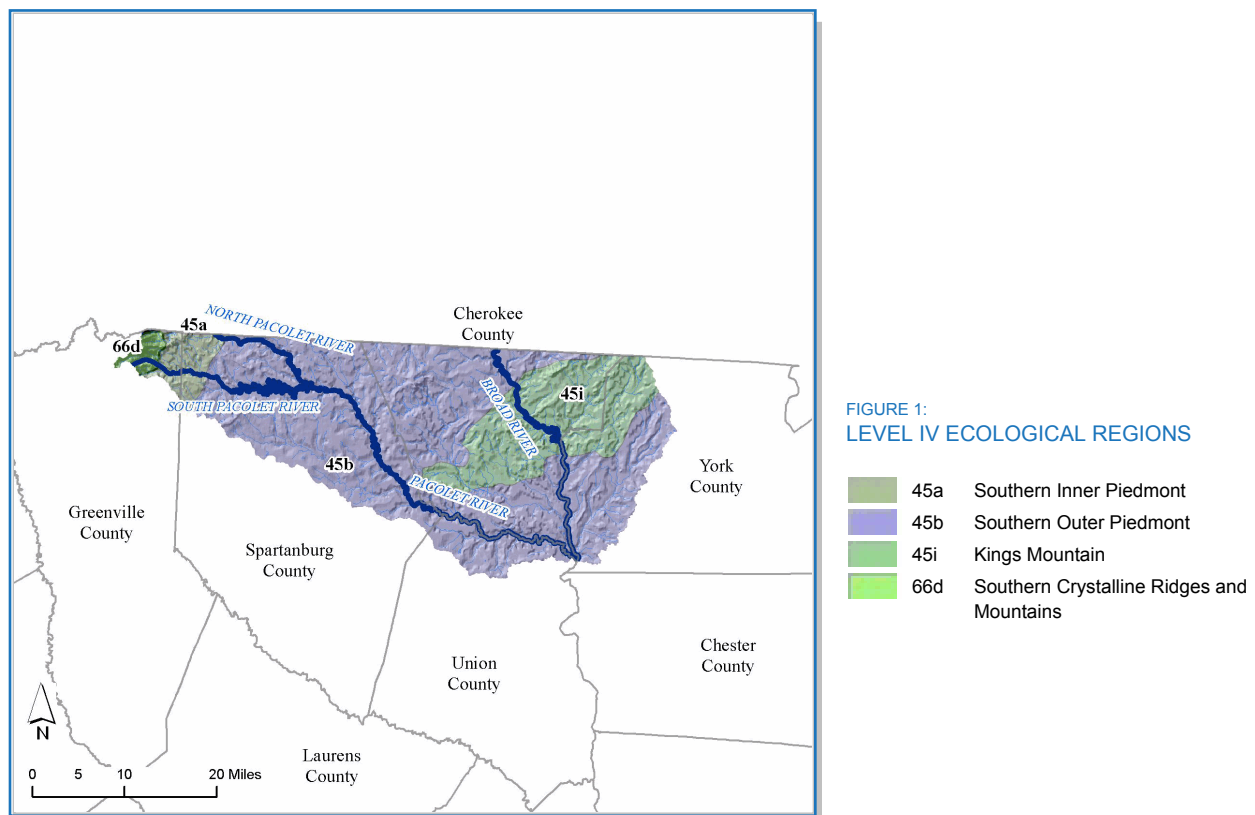 Cherokee
County
NORTH PACOLET RIVER
45a
66d
BROAD RIVER
45i
SOUTH PACOLET RIVER
45b
PACOLET RIVER
York
County
Greenville
County
Spartanburg
County
Union
County
Chester
County
Laurens
County
N
0 5 10 20 Miles
FIGURE 1:
LEVEL IV ECOLOGICAL REGIONS
45a Southern Inner Piedmont
45b Southern Outer Piedmont
45i Kings Mountain
66d Southern Crystalline Ridges and
Mountains